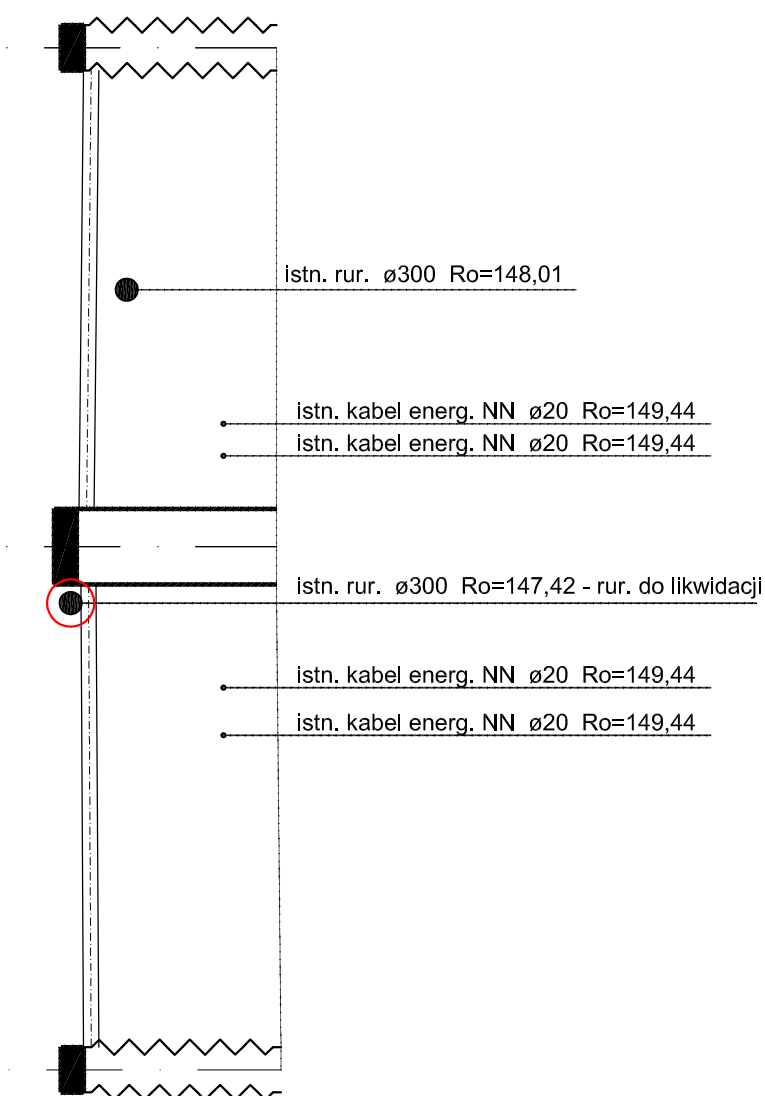 istn. rur. ø300 Ro=148,01
istn. kabel energ. NN ø20 Ro=149,44
istn. kabel energ. NN ø20 Ro=149,44
istn. rur. ø300 Ro=147,42 - rur. do likwidacji
istn. kabel energ. NN ø20 Ro=149,44
istn. kabel energ. NN ø20 Ro=149,44